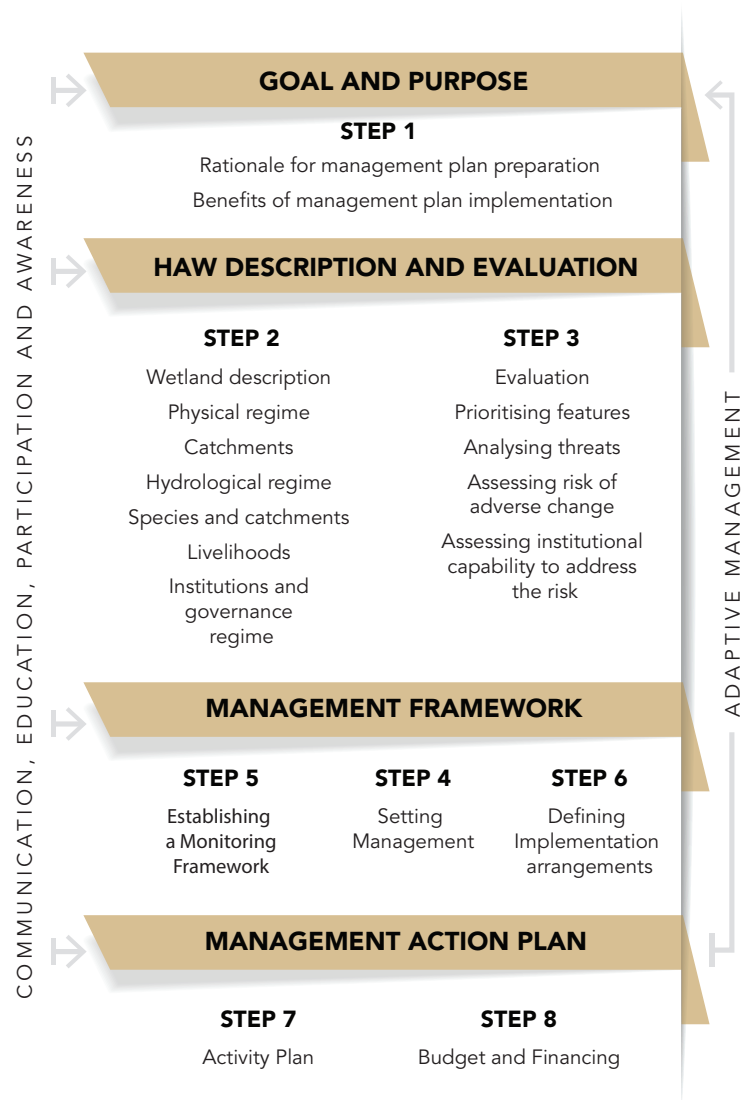 COMMUNICATION, EDUCATION, PARTICIPATION AND AWARENESS
GOAL AND PURPOSE
STEP 1
Rationale for management plan preparation
Benefits of management plan implementation
HAW DESCRIPTION AND EVALUATION
STEP 2
Wetland description
Physical regime
Catchments
Hydrological regime
Species and catchments
Livelihoods
Institutions and
governance
regime
STEP 3
Evaluation
Prioritising features
Analysing threats
Assessing risk of
adverse change
Assessing institutional
capability to address
the risk
MANAGEMENT FRAMEWORK
STEP 5
Establishing
a Monitoring
Framework
STEP 4
Setting
Management
STEP 6
Defining
Implementation
arrangements
MANAGEMENT ACTION PLAN
STEP 7
Activity Plan
STEP 8
Budget and Financing
ADAPTIVE MANAGEMENT